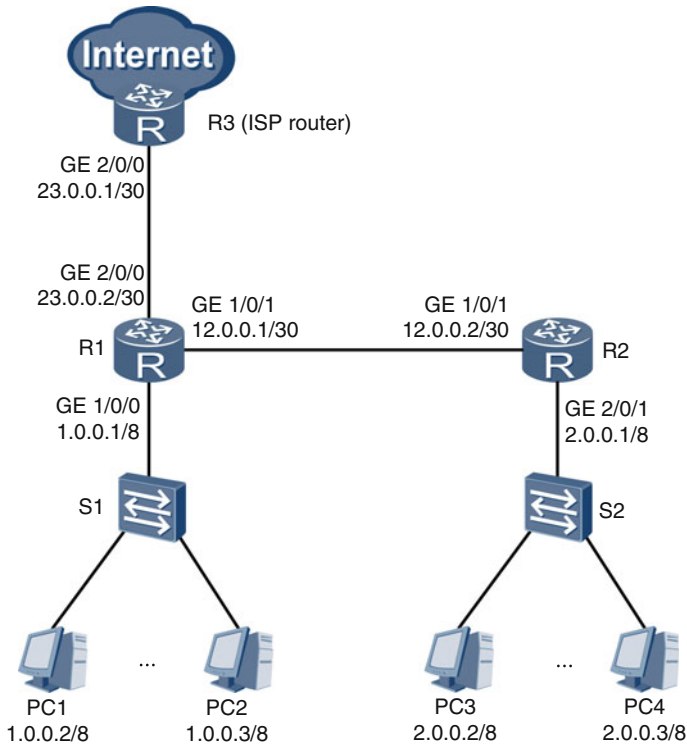 Internet
R
R3 (ISP router)
GE 2/0/0
23.0.0.1/30
GE 2/0/0
23.0.0.2/30
GE 1/0/1
12.0.0.1/30
GE 1/0/1
12.0.0.2/30
R1
R
R
R2
GE 1/0/0
1.0.0.1/8
GE 2/0/1
2.0.0.1/8
S1
S2
...
...
PC1
1.0.0.2/8
PC2
1.0.0.3/8
PC3
2.0.0.2/8
PC4
2.0.0.3/8